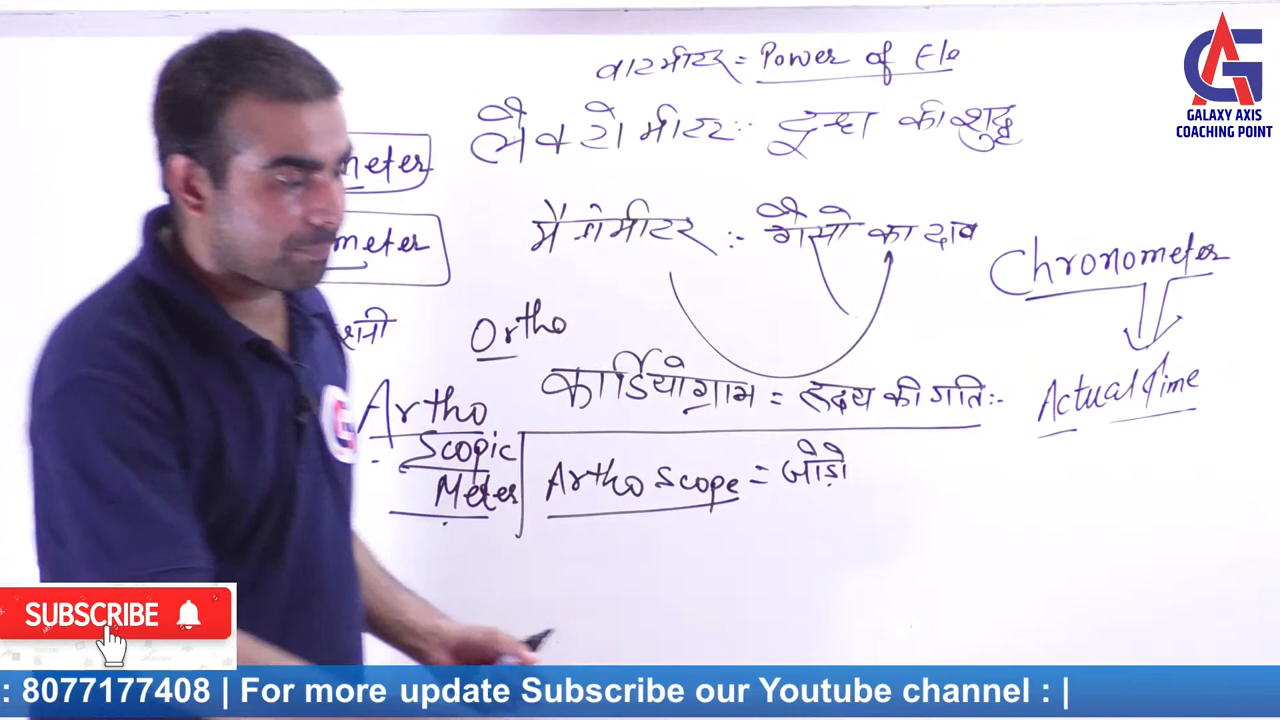 वाटमीटर = Power of Ele
लैक्टोमीटर :- दूध की शुद्ध
meter
meter
मैनोमीटर :- गैसों का दाब
Chronometer
Ortho
कार्डियोग्राम = हृदय की गति :-
Actual Time
Artho
Scopic
Meter
Artho Scope = जोड़ो
GALAXY AXIS
COACHING POINT
SUBSCRIBE
: 8077177408 | For more update Subscribe our Youtube channel : |